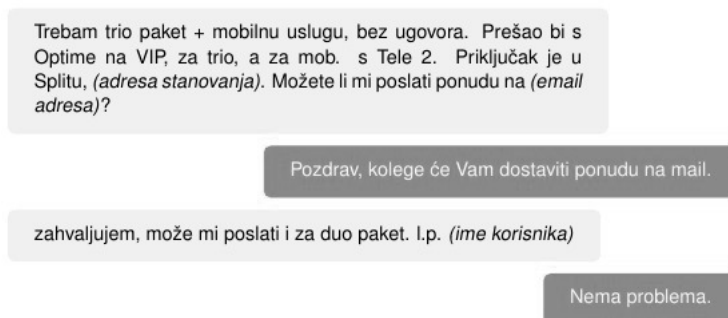 Trebam trio paket + mobilnu uslugu, bez ugovora. Prešao bi s
Optime na VIP, za trio, a za mob. s Tele 2. Priključak je u
Splitu, (adresa stanovanja). Možete li mi poslati ponudu na (email
adresa)?
Pozdrav, kolege će Vam dostaviti ponudu na mail.
zahvaljujem, može mi poslati i za duo paket. l.p. (ime korisnika)
Nema problema.